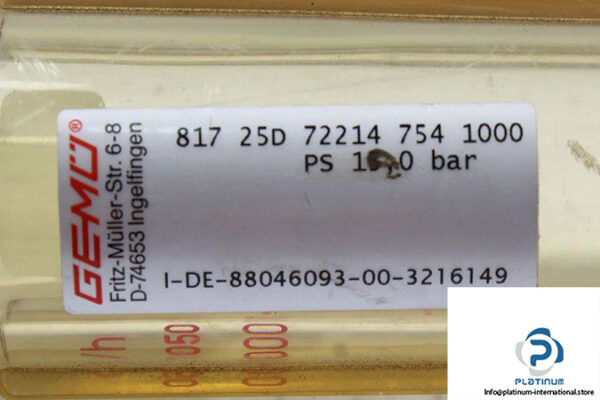 GEMÜ®
Fritz-Müller-Str. 6-8
D-74653 Ingelfingen
817 25D 72214 754 1000
PS bar
I-DE-88046093-00-3216149
/h
050
PLATINUM
Info@platinum-international.store